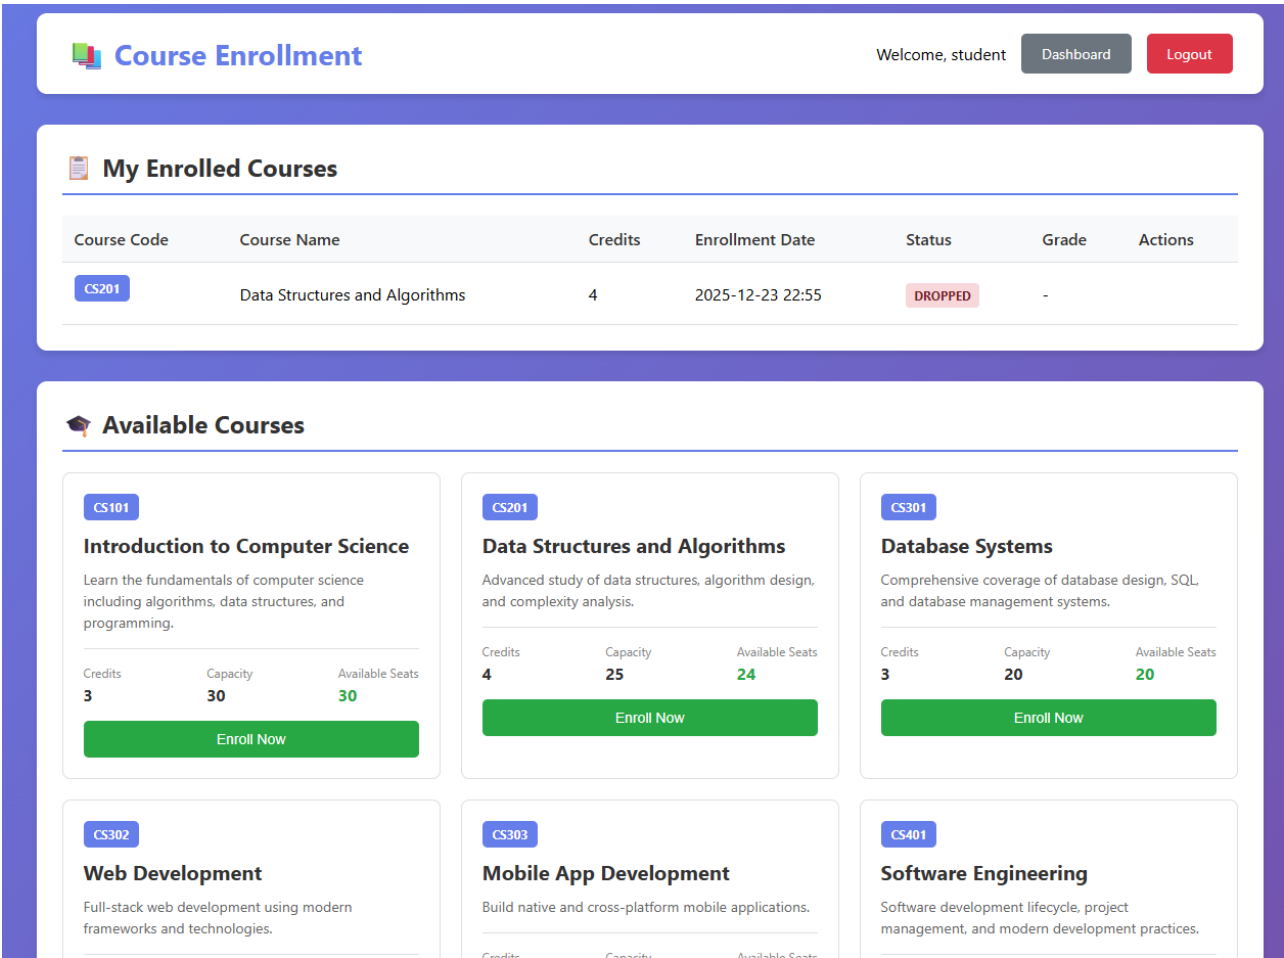 Course Enrollment
Welcome, student
Dashboard
Logout
My Enrolled Courses
Course Code Course Name Credits Enrollment Date Status Grade Actions
CS201 Data Structures and Algorithms 4 2025-12-23 22:55 DROPPED -
Available Courses
CS101
Introduction to Computer Science
Learn the fundamentals of computer science
including algorithms, data structures, and
programming.
Credits Capacity Available Seats
3 30 30
Enroll Now
CS201
Data Structures and Algorithms
Advanced study of data structures, algorithm design,
and complexity analysis.
Credits Capacity Available Seats
4 25 24
Enroll Now
CS301
Database Systems
Comprehensive coverage of database design, SQL,
and database management systems.
Credits Capacity Available Seats
3 20 20
Enroll Now
CS302
Web Development
Full-stack web development using modern
frameworks and technologies.
CS303
Mobile App Development
Build native and cross-platform mobile applications.
Credits Capacity Available Seats
CS401
Software Engineering
Software development lifecycle, project
management, and modern development practices.